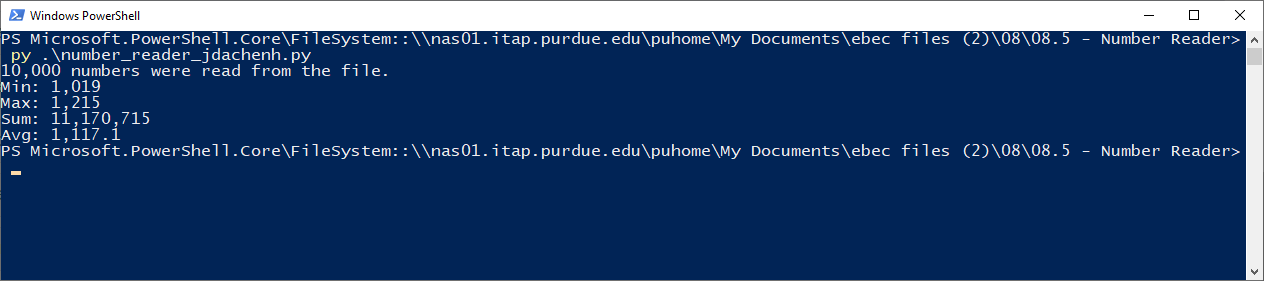 Windows PowerShell
PS Microsoft.PowerShell.Core\FileSystem::\\nas01.itap.purdue.edu\puhome\My Documents\ebec files (2)\08\08.5 - Number Reader>
py .\number_reader_jdachenh.py
10,000 numbers were read from the file.
Min: 1,019
Max: 1,215
Sum: 11,170,715
Avg: 1,117.1
PS Microsoft.PowerShell.Core\FileSystem::\\nas01.itap.purdue.edu\puhome\My Documents\ebec files (2)\08\08.5 - Number Reader>